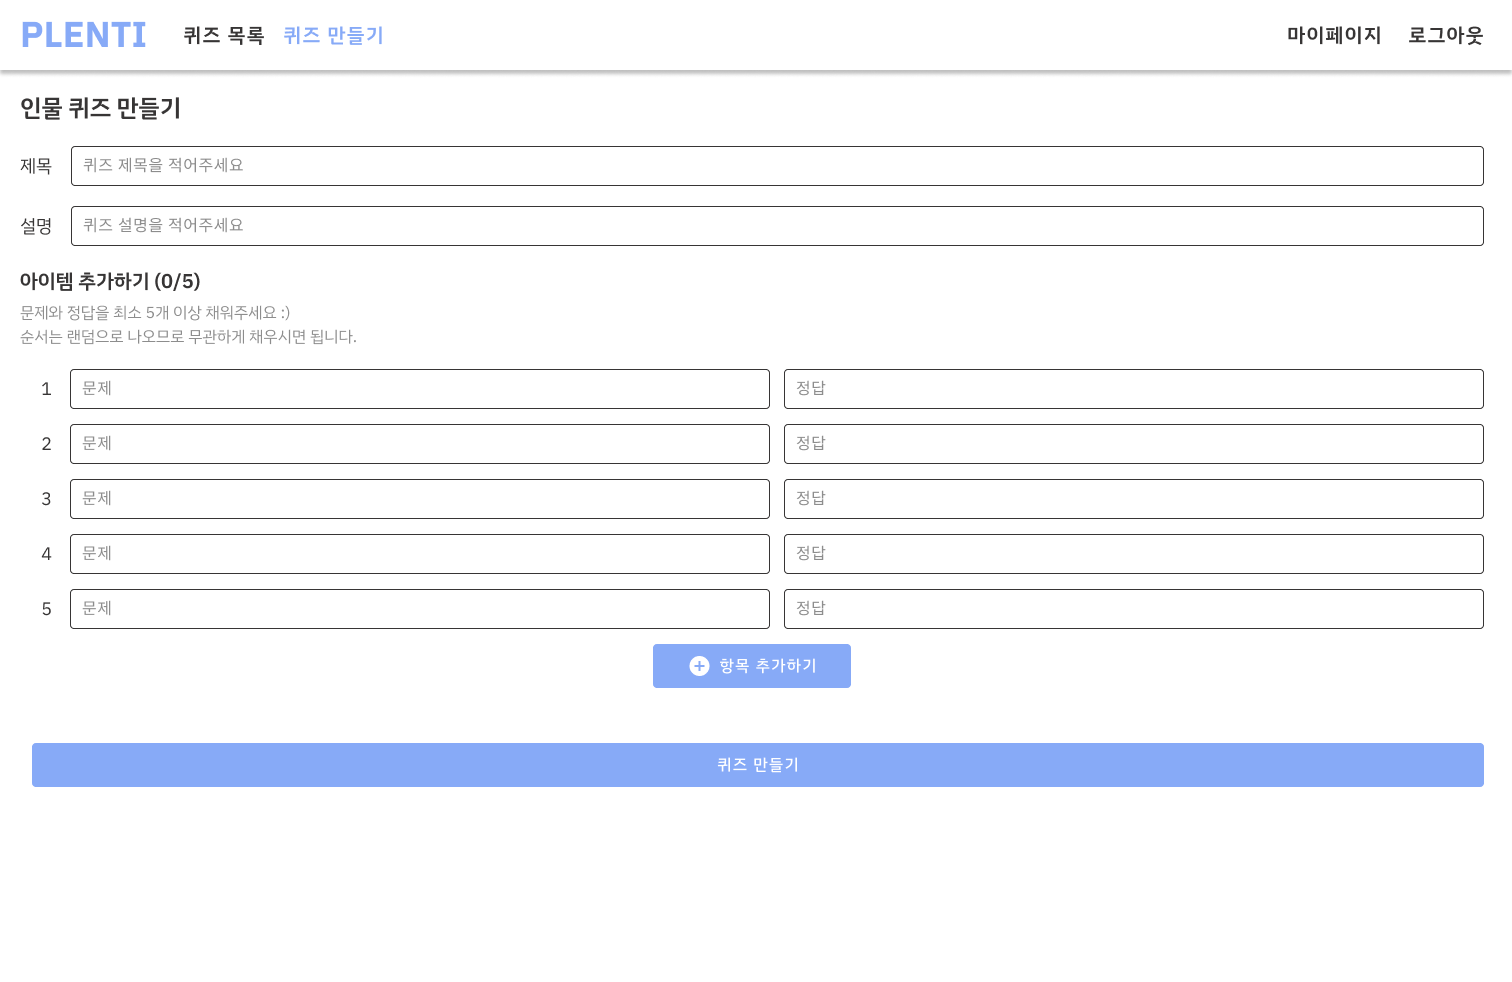 PLENTI 퀴즈 목록 퀴즈 만들기 마이페이지 로그아웃
인물 퀴즈 만들기
제목 퀴즈 제목을 적어주세요
설명 퀴즈 설명을 적어주세요
아이템 추가하기 (0/5)
문제와 정답을 최소 5개 이상 채워주세요 :)
순서는 랜덤으로 나오므로 무관하게 채우시면 됩니다.
1 문제 정답
2 문제 정답
3 문제 정답
4 문제 정답
5 문제 정답
항목 추가하기
퀴즈 만들기